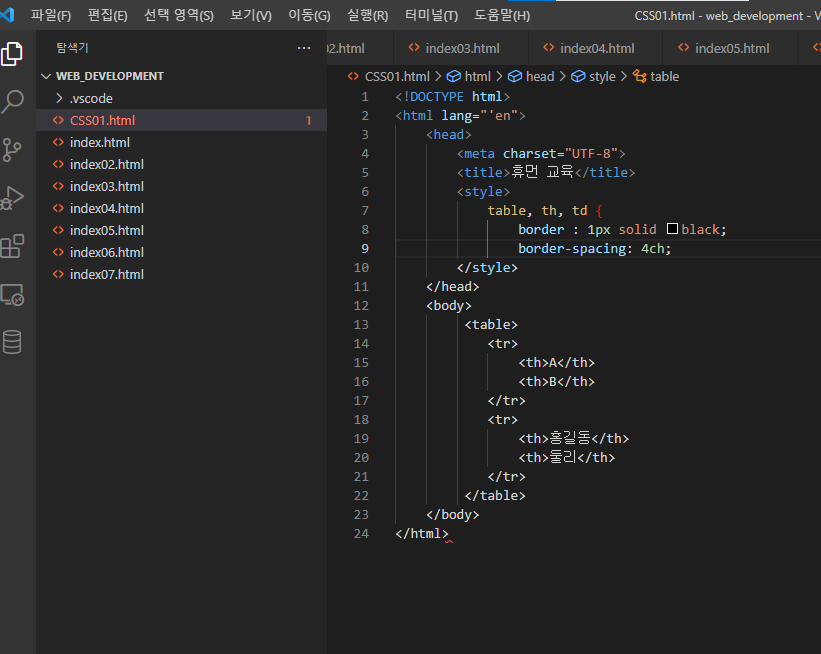 파일(F) 편집(E) 선택 영역(S) 보기(V) 이동(G) 실행(R) 터미널(T) 도움말(H) CSS01.html - web_development - V
탐색기 ...
02.html index03.html index04.html index05.html
WEB_DEVELOPMENT
.vscode
CSS01.html 1
index.html
index02.html
index03.html
index04.html
index05.html
index06.html
index07.html
CSS01.html > html > head > style > table
1 <!DOCTYPE html>
2 <html lang="'en">
3 <head>
4 <meta charset="UTF-8">
5 <title>휴먼 교육</title>
6 <style>
7 table, th, td {
8 border : 1px solid black;
9 border-spacing: 4ch;
10 </style>
11 </head>
12 <body>
13 <table>
14 <tr>
15 <th>A</th>
16 <th>B</th>
17 </tr>
18 <tr>
19 <th>홍길동</th>
20 <th>둘리</th>
21 </tr>
22 </table>
23 </body>
24 </html>